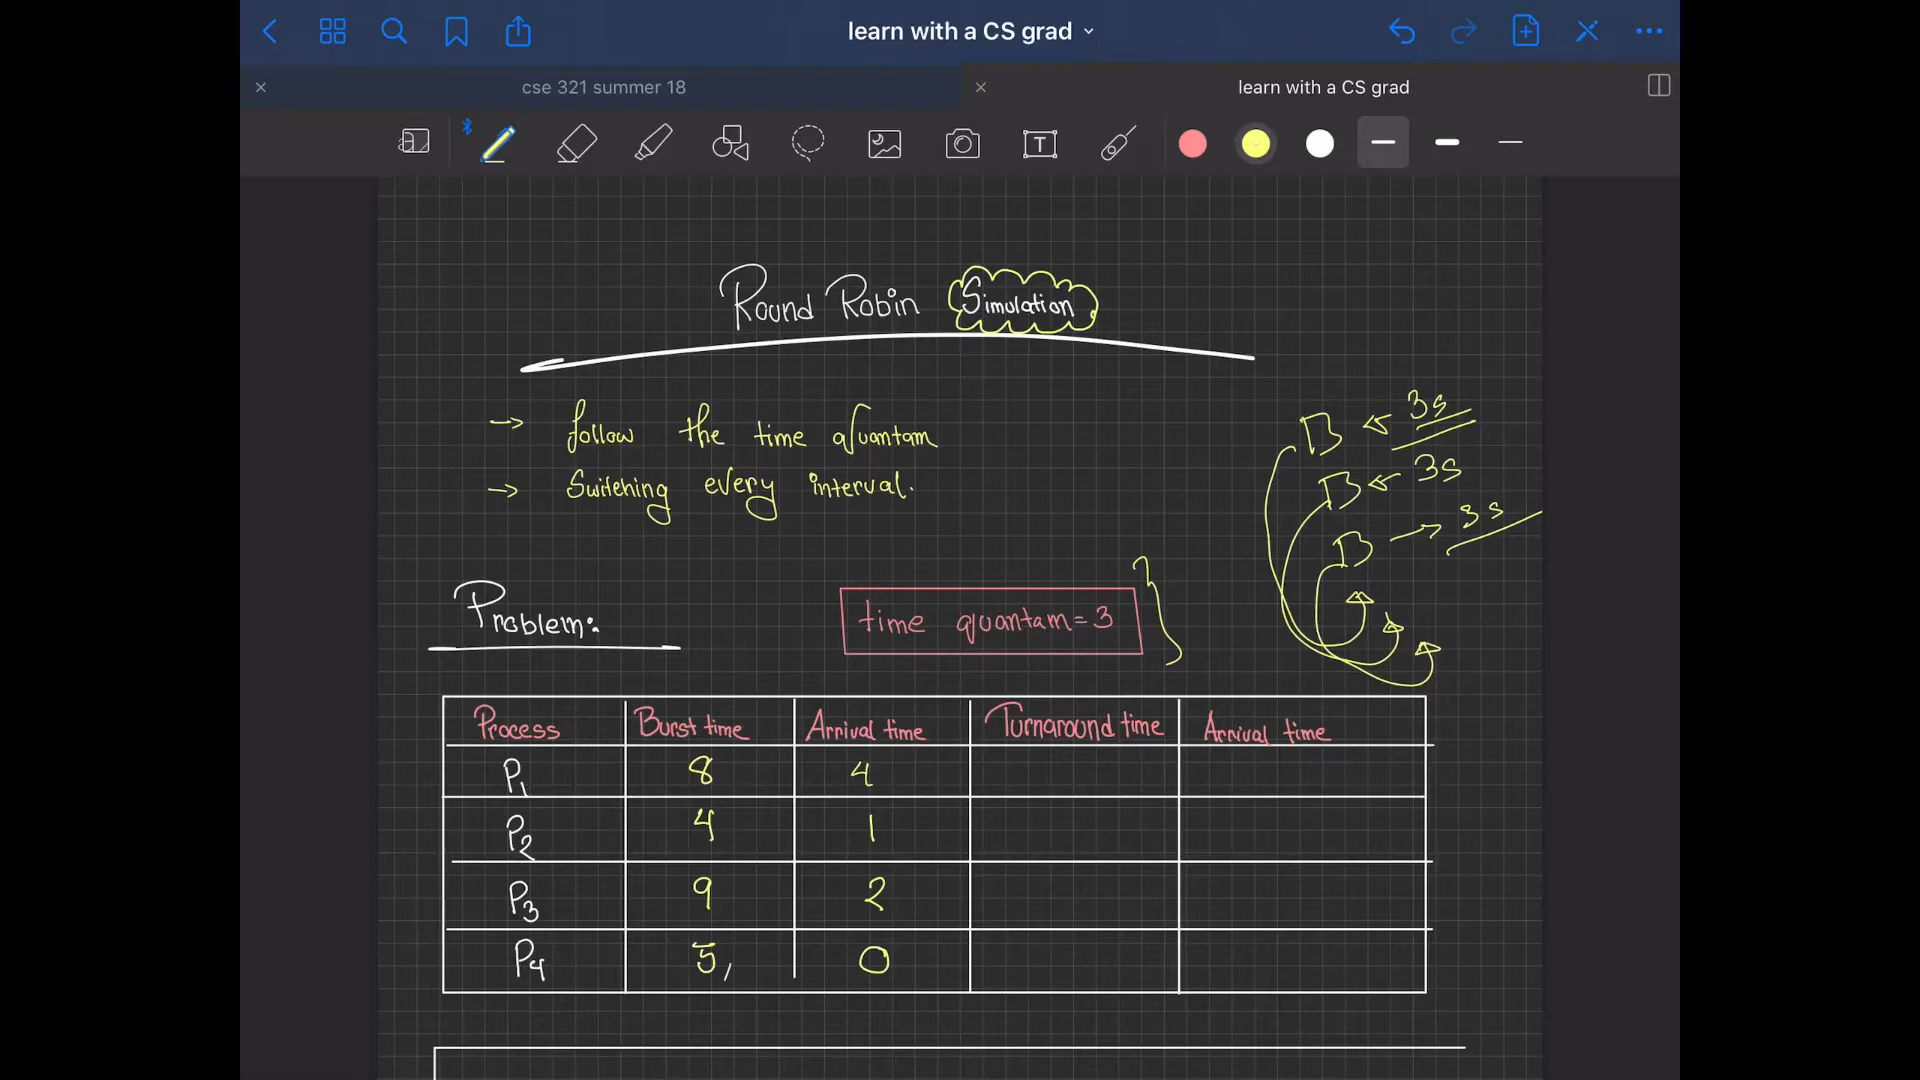 learn with a CS grad
cse 321 summer 18
learn with a CS grad
T
Round Robin Simulation
→ follow the time quantam
→ Switching every interval.
B ← 3s
B ← 3s
B → 3s
Problem:
time quantam = 3
Process Burst time Arrival time Turnaround time Arrival time
P1 8 4
P2 4 1
P3 9 2
P4 5, 0